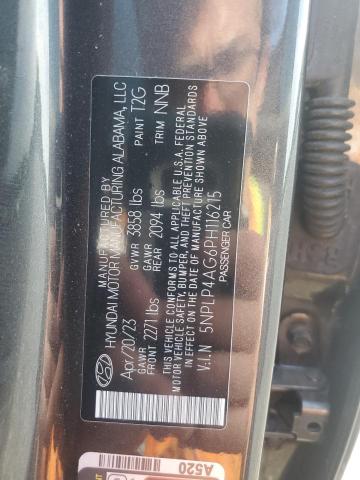 MANUFACTURED BY
HYUNDAI MOTOR MANUFACTURING ALABAMA, LLC
Apr/20/23 GVWR 3858 lbs PAINT T2G
GAWR FRONT 2271 lbs GAWR REAR 2094 lbs TRIM NNB
THIS VEHICLE CONFORMS TO ALL APPLICABLE U.S.A. FEDERAL
MOTOR VEHICLE SAFETY, BUMPER, AND THEFT PREVENTION STANDARDS
IN EFFECT ON THE DATE OF MANUFACTURE SHOWN ABOVE
V.I.N 5NPLP4AG6PH116215
PASSENGER CAR
A520